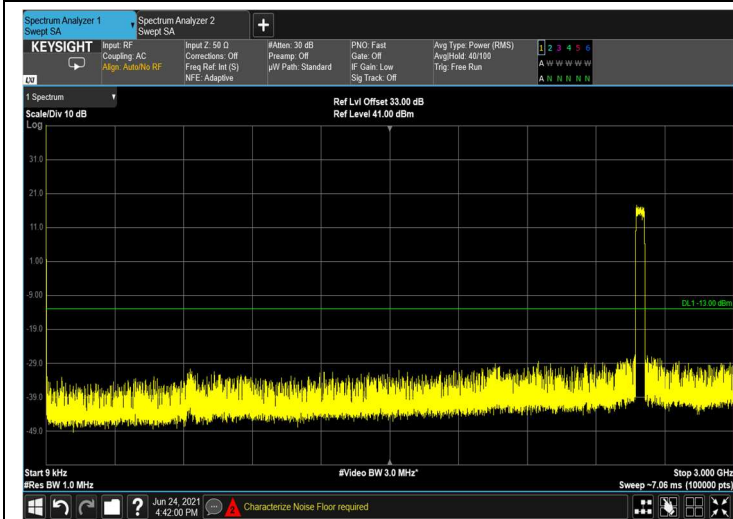 Spectrum Analyzer 1
Swept SA
Spectrum Analyzer 2
Swept SA
+
KEYSIGHT
LXI
Input: RF
Coupling: AC
Align: Auto/No RF
Input Z: 50 Ω
Corrections: Off
Freq Ref: Int (S)
NFE: Adaptive
#Atten: 30 dB
Preamp: Off
µW Path: Standard
PNO: Fast
Gate: Off
IF Gain: Low
Sig Track: Off
Avg Type: Power (RMS)
Avg|Hold: 40/100
Trig: Free Run
1 2 3 4 5 6
A W W W W W
A N N N N N
1 Spectrum
Scale/Div 10 dB
Log
Ref Lvl Offset 33.00 dB
Ref Level 41.00 dBm
31.0
21.0
11.0
1.00
-9.00
DL1 -13.00 dBm
-19.0
-29.0
-39.0
-49.0
Start 9 kHz
#Res BW 1.0 MHz
#Video BW 3.0 MHz*
Stop 3.000 GHz
Sweep ~7.06 ms (100000 pts)
?
Jun 24, 2021
4:42:00 PM
2
Characterize Noise Floor required